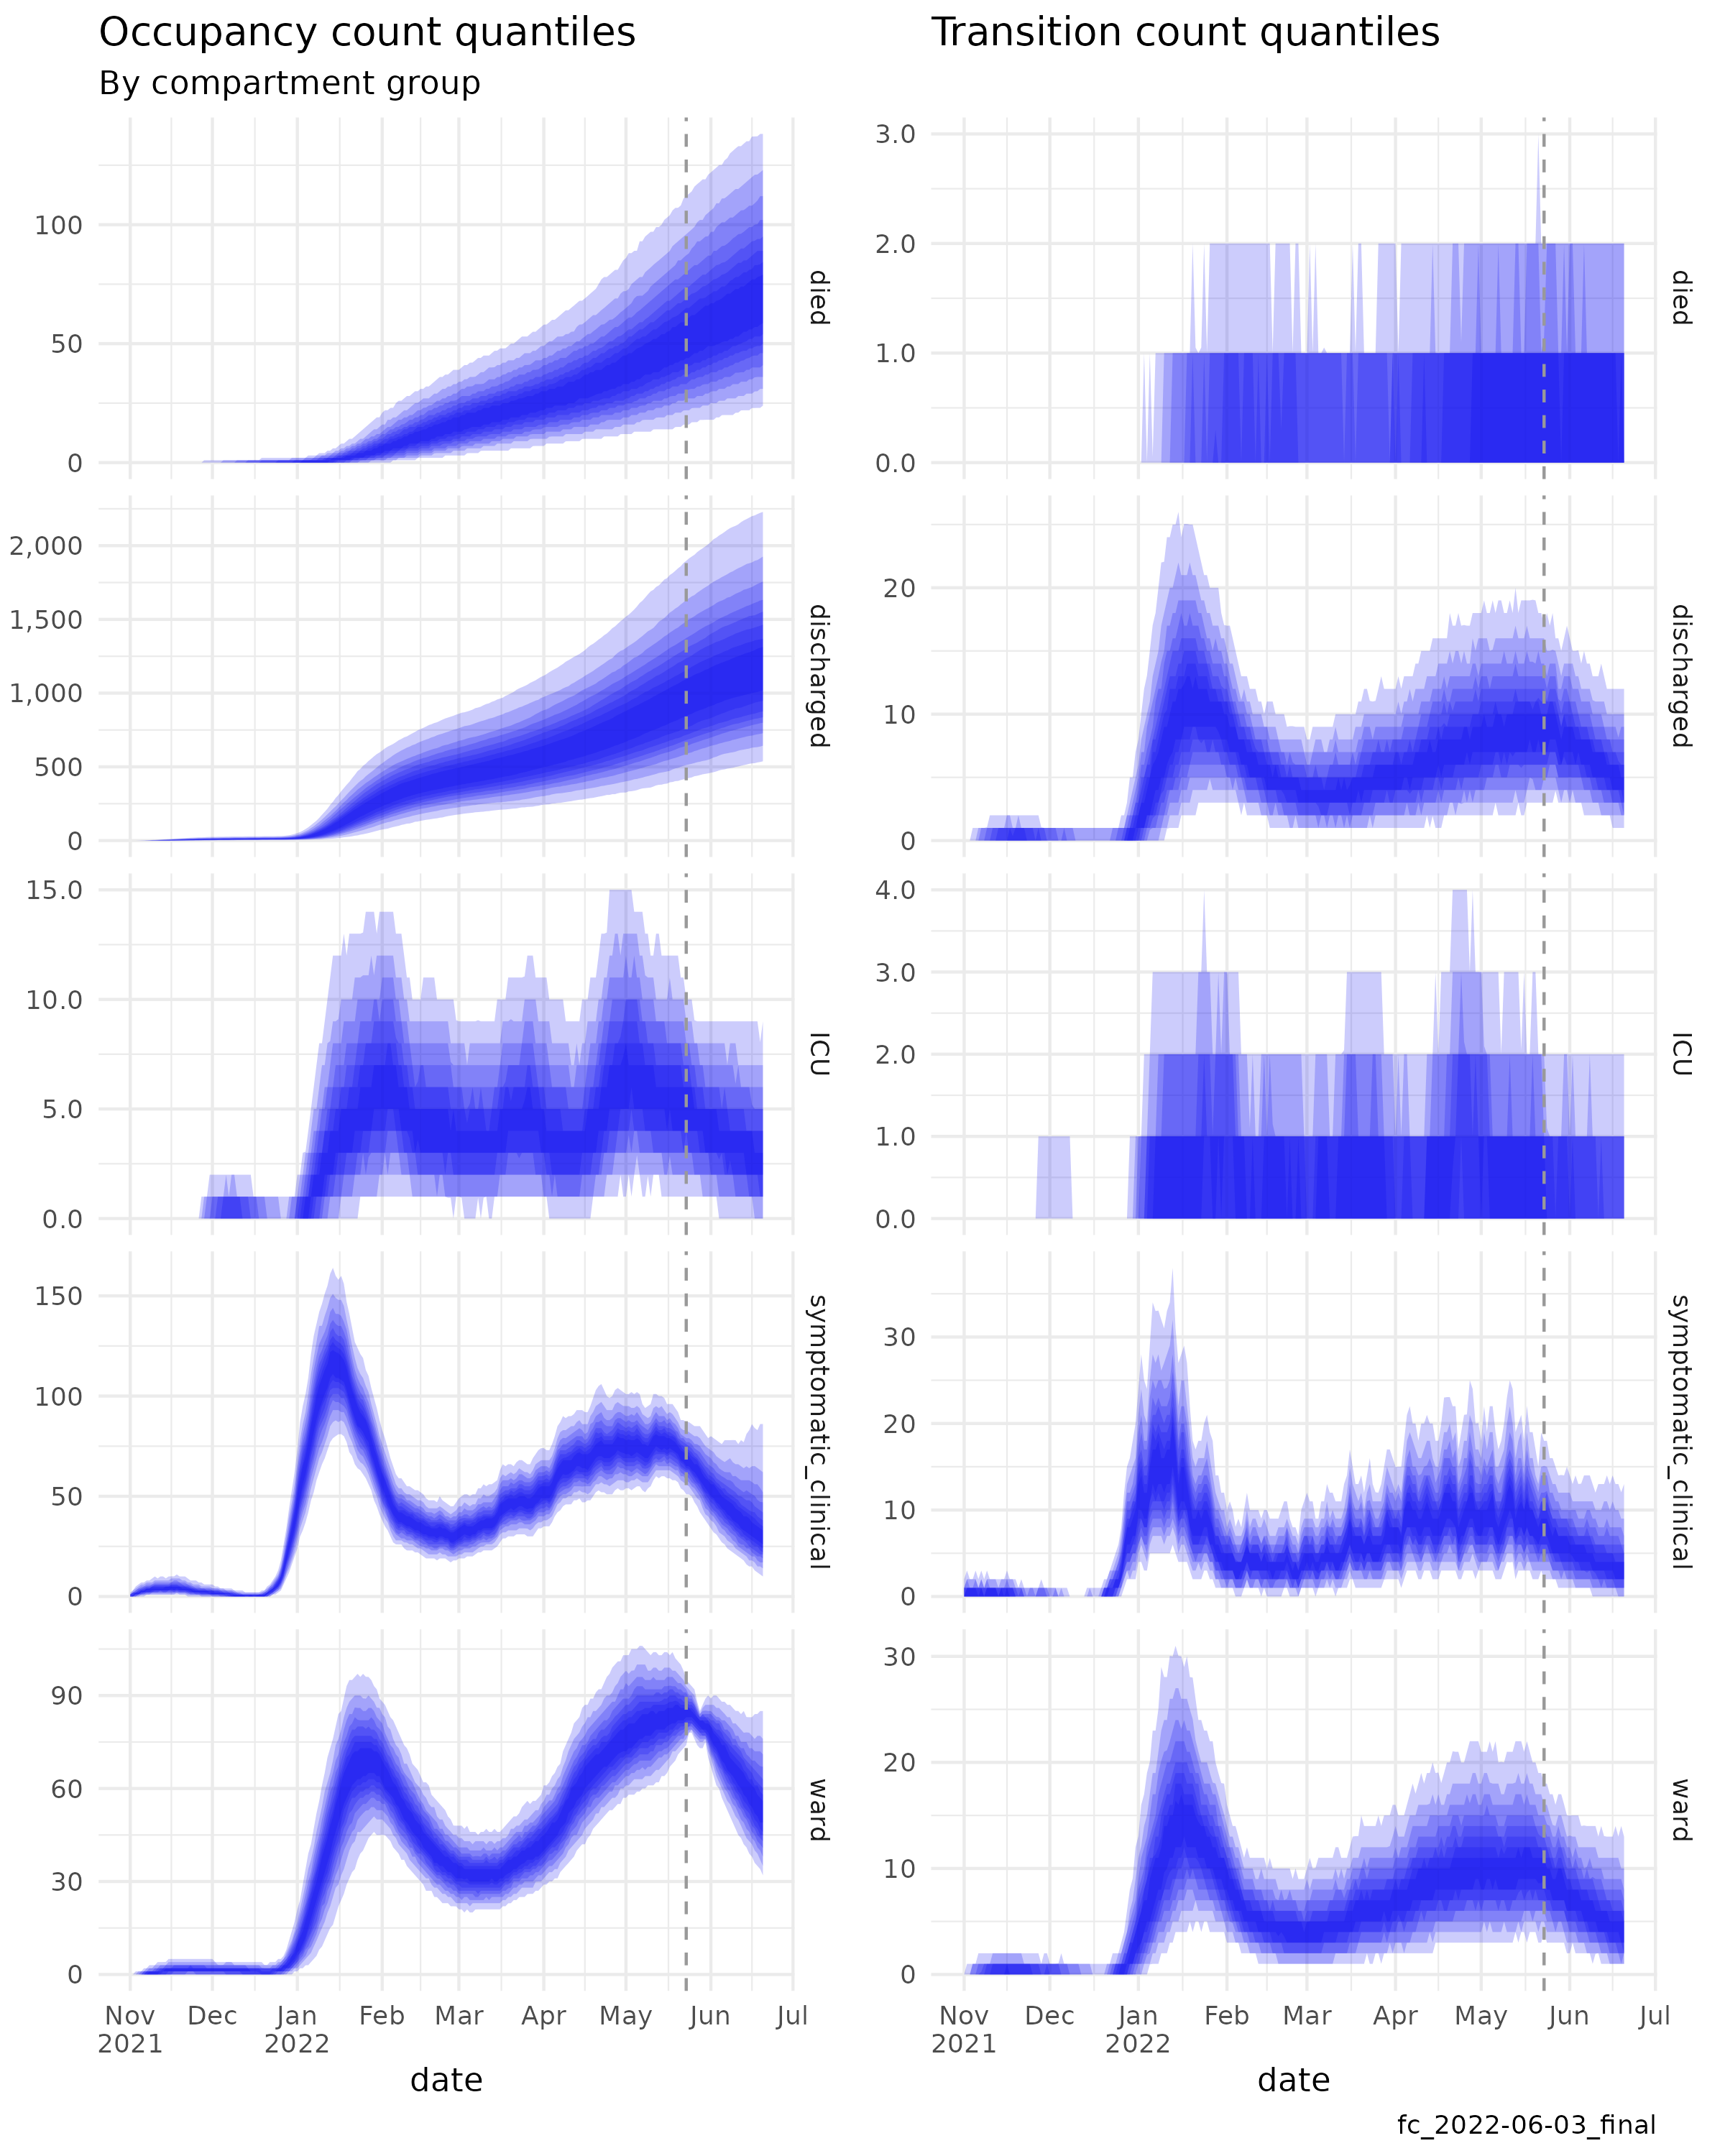 Occupancy count quantiles
By compartment group
Transition count quantiles
100
50
0
died
3.0
2.0
1.0
0.0
died
2,000
1,500
1,000
500
0
discharged
20
10
0
discharged
15.0
10.0
5.0
0.0
ICU
4.0
3.0
2.0
1.0
0.0
ICU
150
100
50
0
symptomatic_clinical
30
20
10
0
symptomatic_clinical
90
60
30
0
ward
30
20
10
0
ward
Nov Dec Jan Feb Mar Apr May Jun Jul
2021 2022
date
Nov Dec Jan Feb Mar Apr May Jun Jul
2021 2022
date
fc_2022-06-03_final